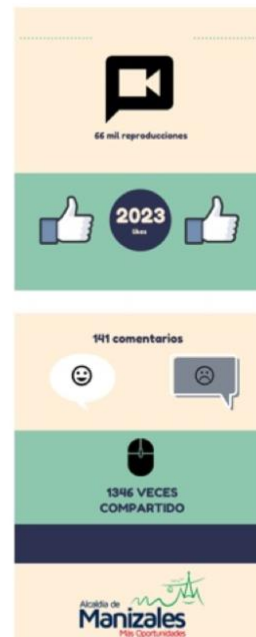 66 mil reproducciones
2023
likes
141 comentarios
1346 VECES
COMPARTIDO
Alcaldía de
Manizales
Más Oportunidades